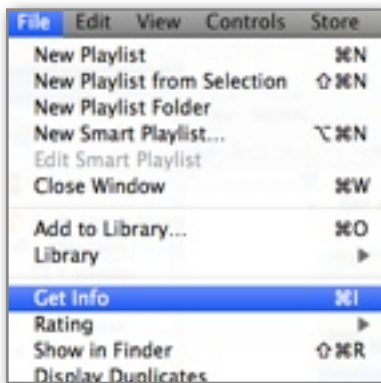 File Edit View Controls Store
New Playlist ⌘N
New Playlist from Selection ⇧⌘N
New Playlist Folder
New Smart Playlist... ⌥⌘N
Edit Smart Playlist
Close Window ⌘W
Add to Library... ⌘O
Library ▶
Get Info ⌘I
Rating ▶
Show in Finder ⇧⌘R
Display Duplicates